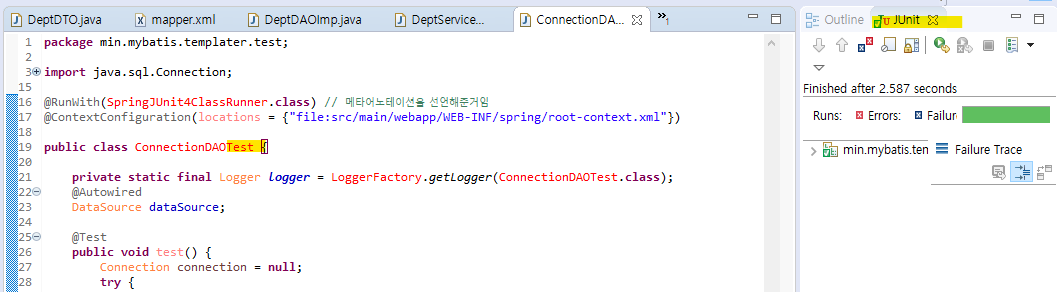 DeptDTO.java
mapper.xml
DeptDAOImp.java
DeptService...
ConnectionDA...
»1
1 package min.mybatis.templater.test;
2
3 import java.sql.Connection;
15
16 @RunWith(SpringJUnit4ClassRunner.class) // 메타어노테이션을 선언해준거임
17 @ContextConfiguration(locations = {"file:src/main/webapp/WEB-INF/spring/root-context.xml"})
18
19 public class ConnectionDAOTest {
20
21 private static final Logger logger = LoggerFactory.getLogger(ConnectionDAOTest.class);
22 @Autowired
23 DataSource dataSource;
24
25 @Test
26 public void test() {
27 Connection connection = null;
28 try {
Outline
JUnit
Finished after 2.587 seconds
Runs:
Errors:
Failur
min.mybatis.ten
Failure Trace